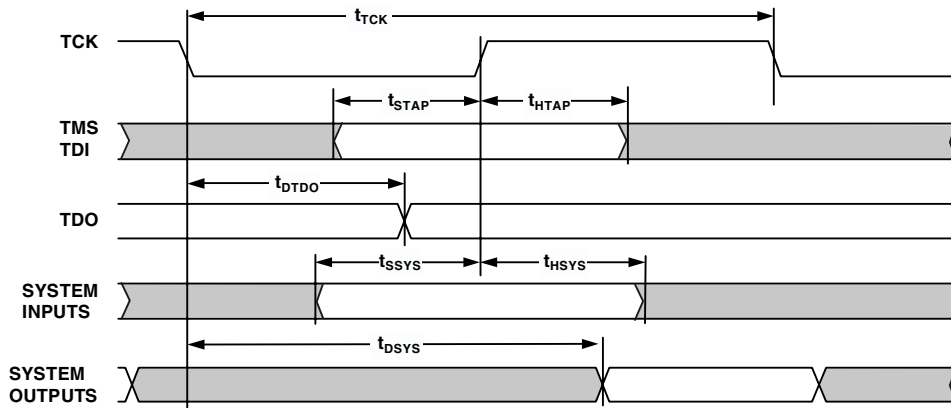 tTCK
TCK
tSTAP
tHTAP
TMS
TDI
tDTDO
TDO
tSSYS
tHSYS
SYSTEM
INPUTS
tDSYS
SYSTEM
OUTPUTS